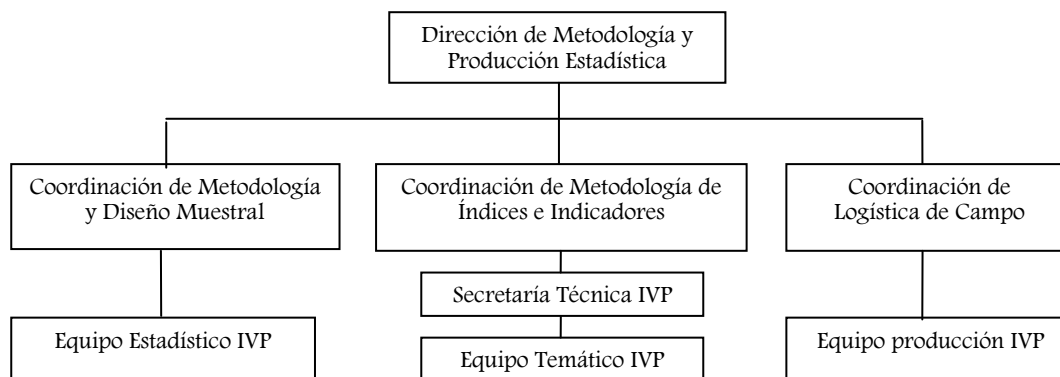 Dirección de Metodología y
Producción Estadística
Coordinación de Metodología
y Diseño Muestral
Coordinación de Metodología de
Índices e Indicadores
Coordinación de
Logística de Campo
Secretaría Técnica IVP
Equipo Estadístico IVP
Equipo Temático IVP
Equipo producción IVP